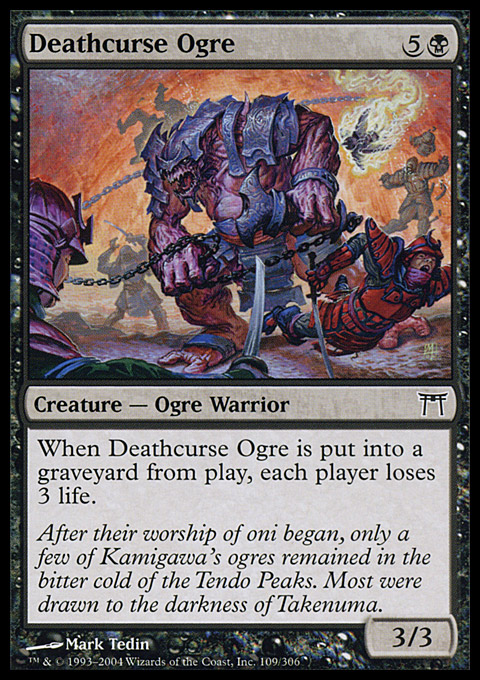 Deathcurse Ogre 5
Creature — Ogre Warrior
When Deathcurse Ogre is put into a
graveyard from play, each player loses
3 life.
After their worship of oni began, only a
few of Kamigawa's ogres remained in the
bitter cold of the Tendo Peaks. Most were
drawn to the darkness of Takenuma.
3/3
Mark Tedin
™ & © 1993–2004 Wizards of the Coast, Inc. 109/306